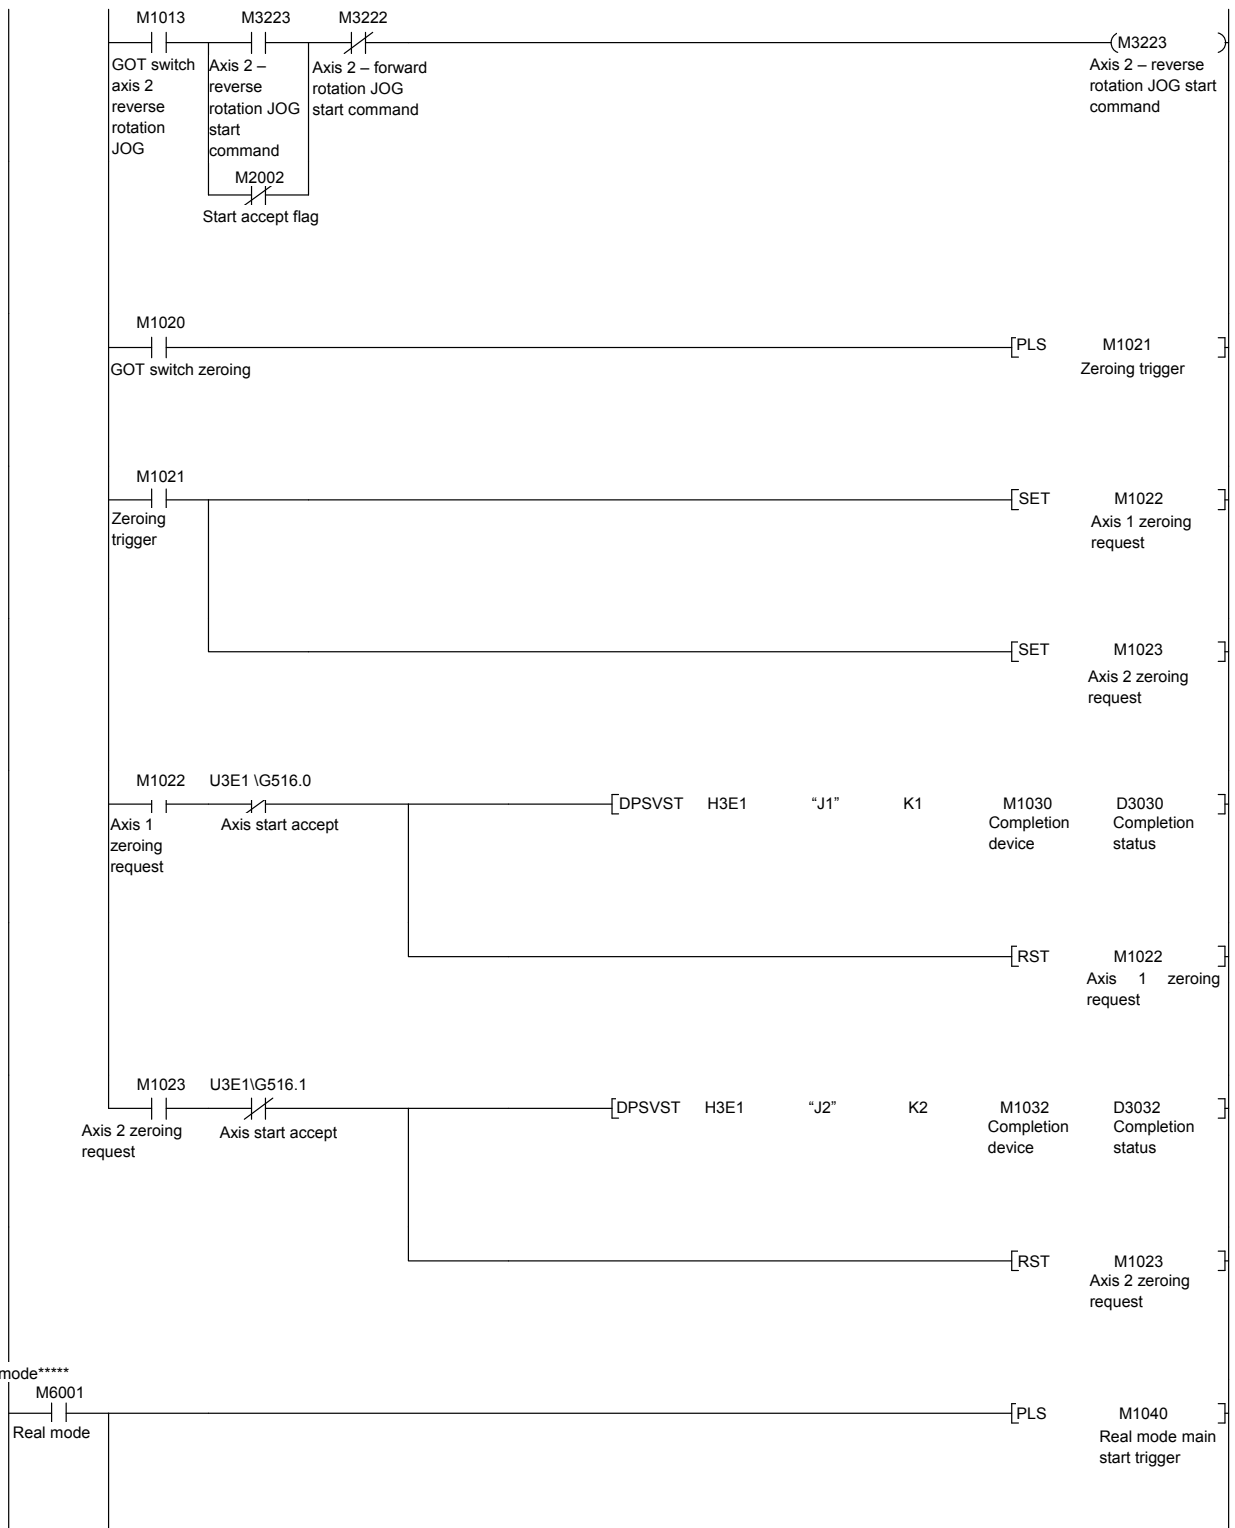 M1013 M3223 M3222
(M3223 )
GOT switch
axis 2
reverse
rotation
JOG
Axis 2 –
reverse
rotation JOG
start
command
Axis 2 – forward
rotation JOG
start command
Axis 2 – reverse
rotation JOG start
command
M2002
Start accept flag
M1020
[PLS M1021 ]
GOT switch zeroing
Zeroing trigger
M1021
[SET M1022 ]
Zeroing
trigger
Axis 1 zeroing
request
[SET M1023 ]
Axis 2 zeroing
request
M1022 U3E1 \G516.0
[DPSVST H3E1 “J1” K1 M1030 D3030 ]
Axis 1
zeroing
request
Axis start accept
Completion
device
Completion
status
[RST M1022 ]
Axis 1 zeroing
request
M1023 U3E1\G516.1
[DPSVST H3E1 “J2” K2 M1032 D3032 ]
Axis 2 zeroing
request
Axis start accept
Completion
device
Completion
status
[RST M1023 ]
Axis 2 zeroing
request
mode*****
M6001
[PLS M1040 ]
Real mode
Real mode main
start trigger